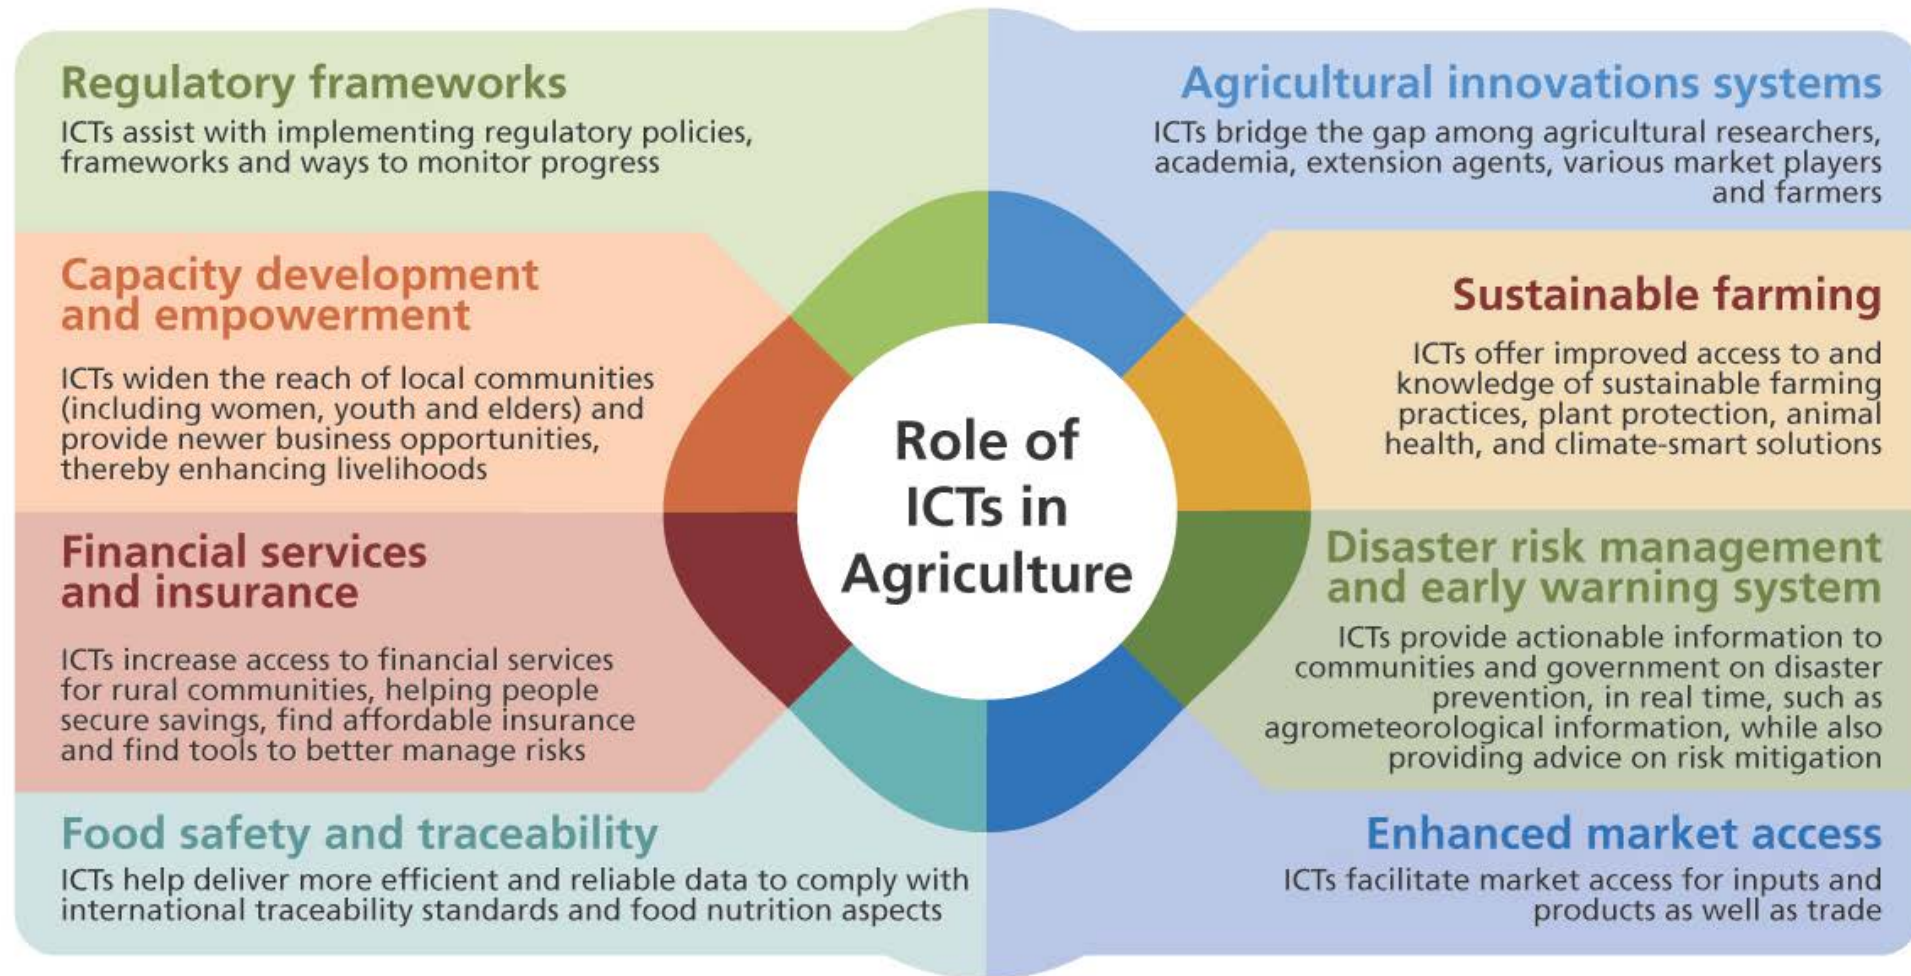 Regulatory frameworks
ICTs assist with implementing regulatory policies,
frameworks and ways to monitor progress
Capacity development
and empowerment
ICTs widen the reach of local communities
(including women, youth and elders) and
provide newer business opportunities,
thereby enhancing livelihoods
Financial services
and insurance
ICTs increase access to financial services
for rural communities, helping people
secure savings, find affordable insurance
and find tools to better manage risks
Food safety and traceability
ICTs help deliver more efficient and reliable data to comply with
international traceability standards and food nutrition aspects
Role of
ICTs in
Agriculture
Agricultural innovations systems
ICTs bridge the gap among agricultural researchers,
academia, extension agents, various market players
and farmers
Sustainable farming
ICTs offer improved access to and
knowledge of sustainable farming
practices, plant protection, animal
health, and climate-smart solutions
Disaster risk management
and early warning system
ICTs provide actionable information to
communities and government on disaster
prevention, in real time, such as
agrometeorological information, while also
providing advice on risk mitigation
Enhanced market access
ICTs facilitate market access for inputs and
products as well as trade